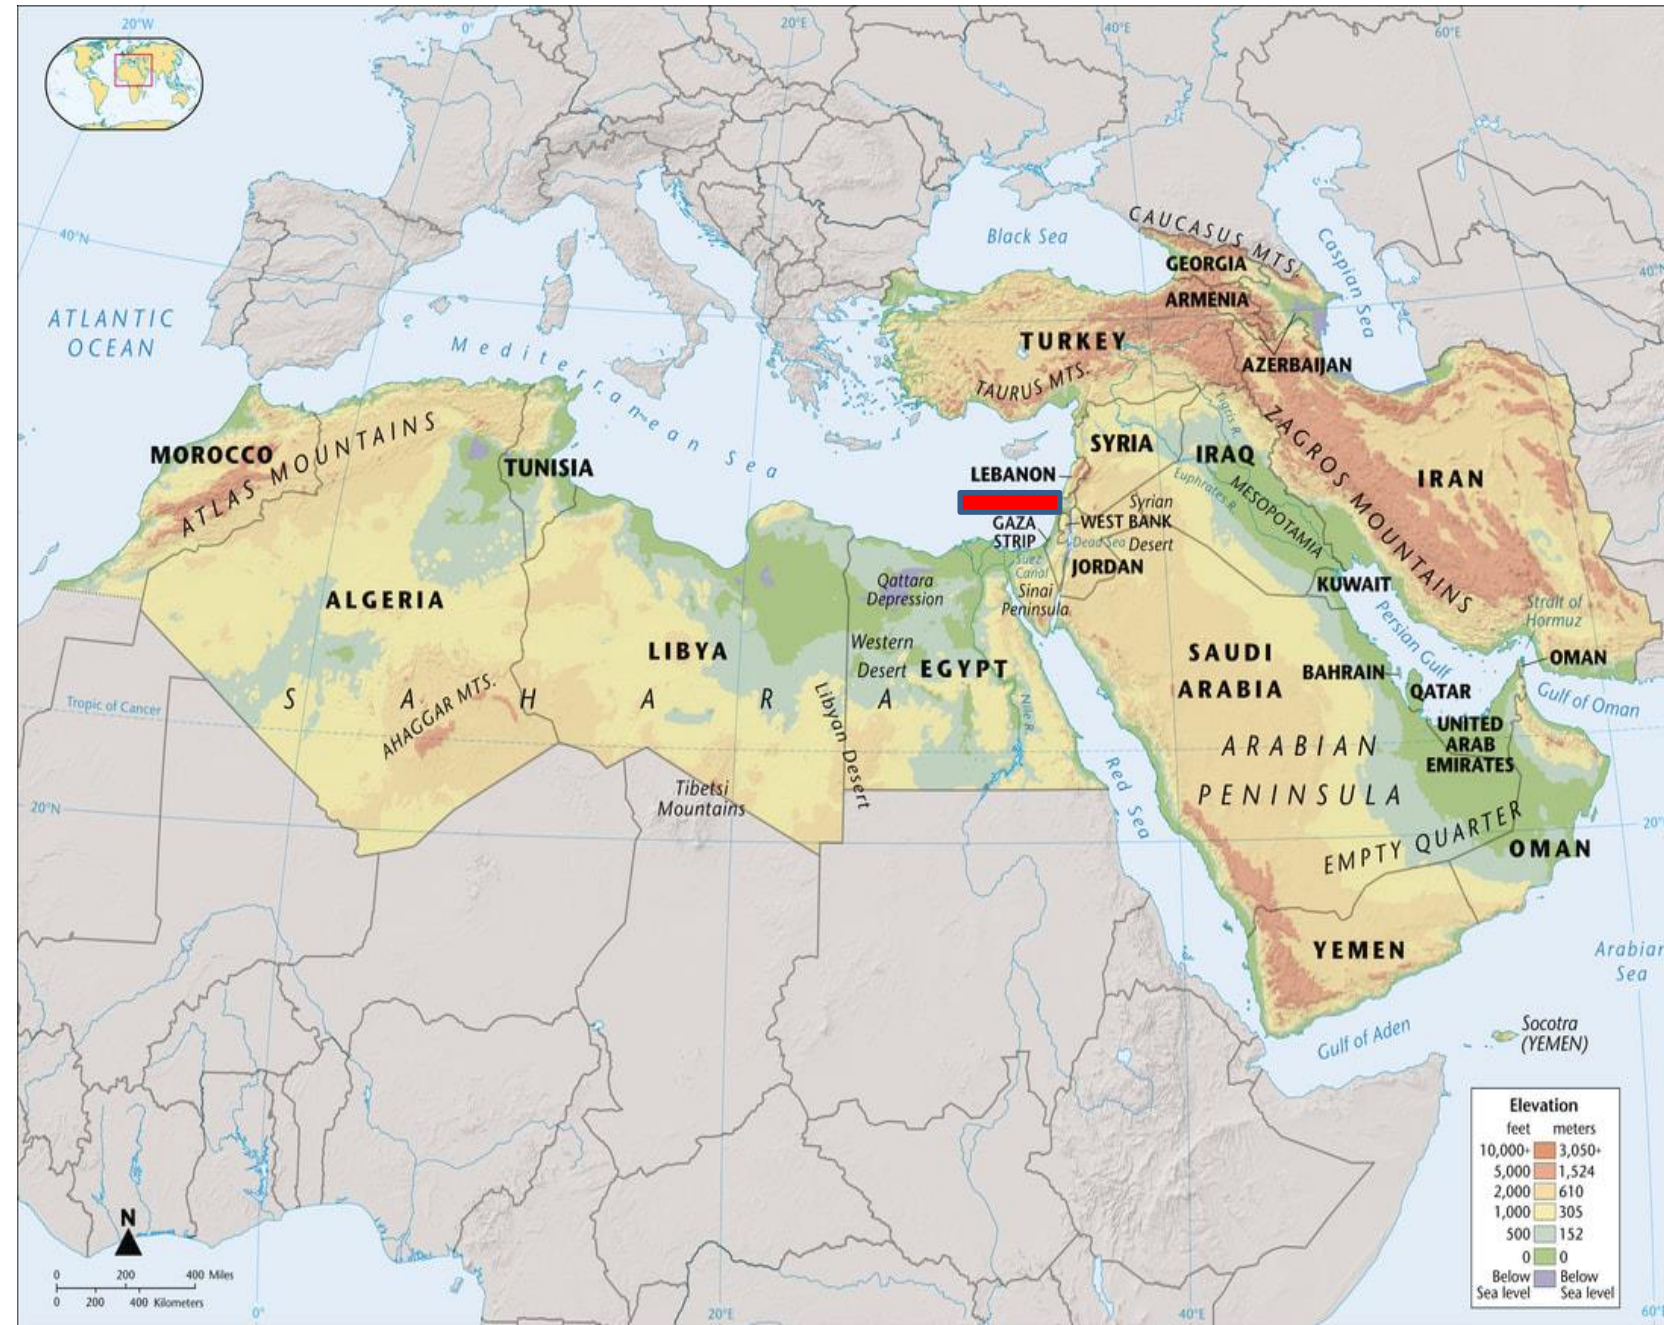 20°W
0°
20°E
40°E
60°E
40°N
40°N
ATLANTIC
OCEAN
Black Sea
CAUCASUS MTS.
Caspian Sea
GEORGIA
ARMENIA
AZERBAIJAN
TURKEY
TAURUS MTS.
Mediterranean Sea
MOROCCO
ATLAS MOUNTAINS
TUNISIA
SYRIA
IRAQ
Tigris R.
Euphrates R.
MESOPOTAMIA
ZAGROS MOUNTAINS
IRAN
LEBANON
GAZA
STRIP
WEST BANK
Dead Sea
Syrian
Desert
JORDAN
Suez
Canal
Sinai
Peninsula
KUWAIT
Persian Gulf
Strait of
Hormuz
OMAN
Gulf of Oman
ALGERIA
LIBYA
Qattara
Depression
Western
Desert
EGYPT
Nile R.
SAHARA
AHAGGAR MTS.
Libyan Desert
Tibetsi
Mountains
Tropic of Cancer
SAUDI
ARABIA
BAHRAIN
QATAR
UNITED
ARAB
EMIRATES
ARABIAN
PENINSULA
Red Sea
EMPTY QUARTER
OMAN
20°N
20°
YEMEN
Arabian
Sea
Gulf of Aden
Socotra
(YEMEN)
Elevation
feet meters
10,000+ 3,050+
5,000 1,524
2,000 610
1,000 305
500 152
0 0
Below Below
Sea level Sea level
N
0 200 400 Miles
0 200 400 Kilometers
0°
20°E
40°E
60°E